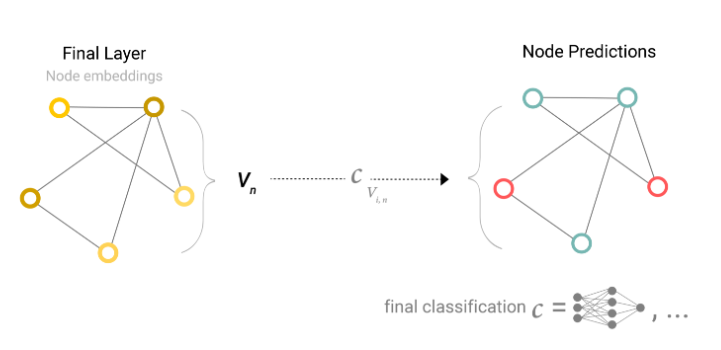 Final Layer
Node embeddings
Node Predictions
Vn
c
Vi,n
final classification c = , ...